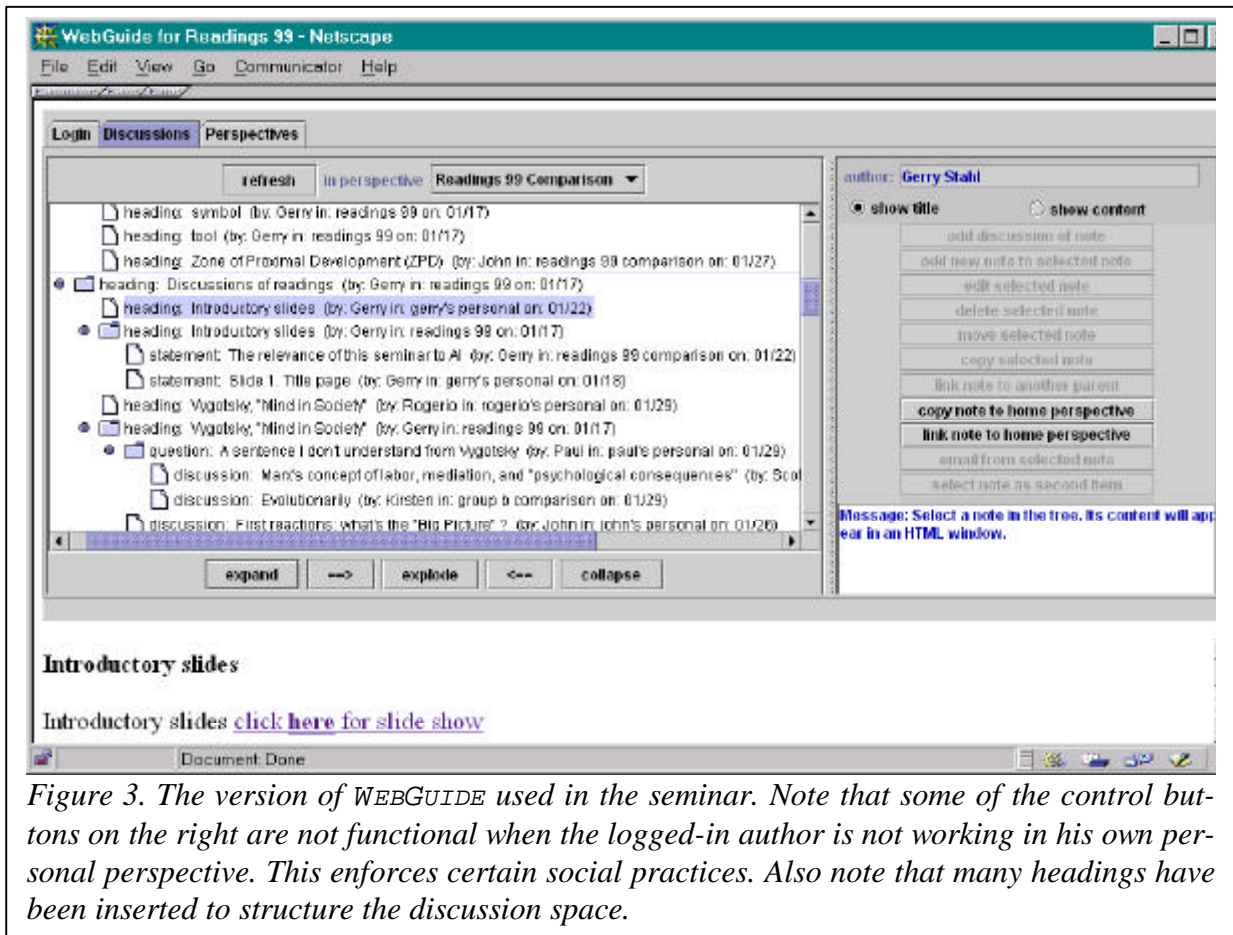 WebGuide for Readings 99 - Netscape
File Edit View Go Communicator Help
Login Discussions Perspectives
refresh in perspective Readings 99 Comparison
heading: symbol (by: Gerry in: readings 99 on: 01/17)
heading: tool (by: Gerry in: readings 99 on: 01/17)
heading: Zone of Proximal Development (ZPD) (by: John in: readings 99 comparison on: 01/27)
heading: Discussions of readings (by: Gerry in: readings 99 on: 01/17)
heading: Introductory slides (by: Gerry in: gerry's personal on: 01/22)
heading: Introductory slides (by: Gerry in: readings 99 on: 01/17)
statement: The relevance of this seminar to AI (by: Gerry in: readings 99 comparison on: 01/22)
statement: Slide 1. Title page (by: Gerry in: gerry's personal on: 01/18)
heading: Vygotsky, "Mind in Society" (by: Rogerio in: rogerio's personal on: 01/29)
heading: Vygotsky, "Mind in Society" (by: Gerry in: readings 99 on: 01/17)
question: A sentence I don't understand from Vygotsky (by: Paul in: paul's personal on: 01/29)
discussion: Marx's concept of labor, mediation, and "psychological consequences" (by: Scot
discussion: Evolutionarily (by: Kirsten in: group b comparison on: 01/29)
discussion: First reactions: what's the "Big Picture" ? (by: John in: john's personal on: 01/26)
expand --> explode <-- collapse
author: Gerry Stahl
show title show content
add discussion of note
add new note to selected note
edit selected note
delete selected note
move selected note
copy selected note
link note to another parent
copy note to home perspective
link note to home perspective
email from selected note
select note as second item
Message: Select a note in the tree. Its content will app
ear in an HTML window.
Introductory slides
Introductory slides click here for slide show
Document: Done
Figure 3. The version of WEBGUIDE used in the seminar. Note that some of the control but-
tons on the right are not functional when the logged-in author is not working in his own per-
sonal perspective. This enforces certain social practices. Also note that many headings have
been inserted to structure the discussion space.